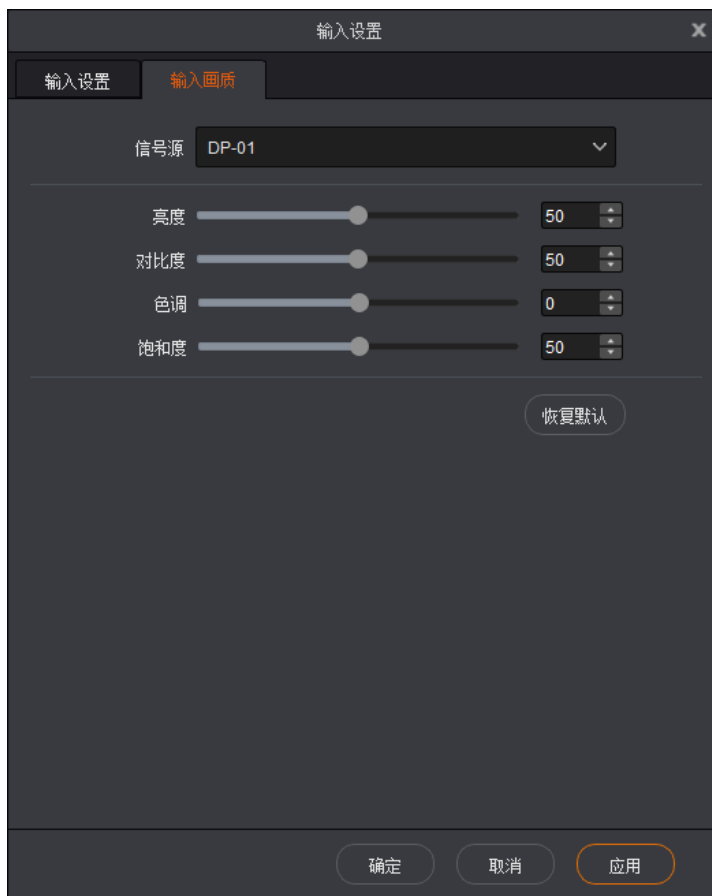 输入设置
输入设置 输入画质
信号源 DP-01
亮度 50
对比度 50
色调 0
饱和度 50
恢复默认
确定 取消 应用